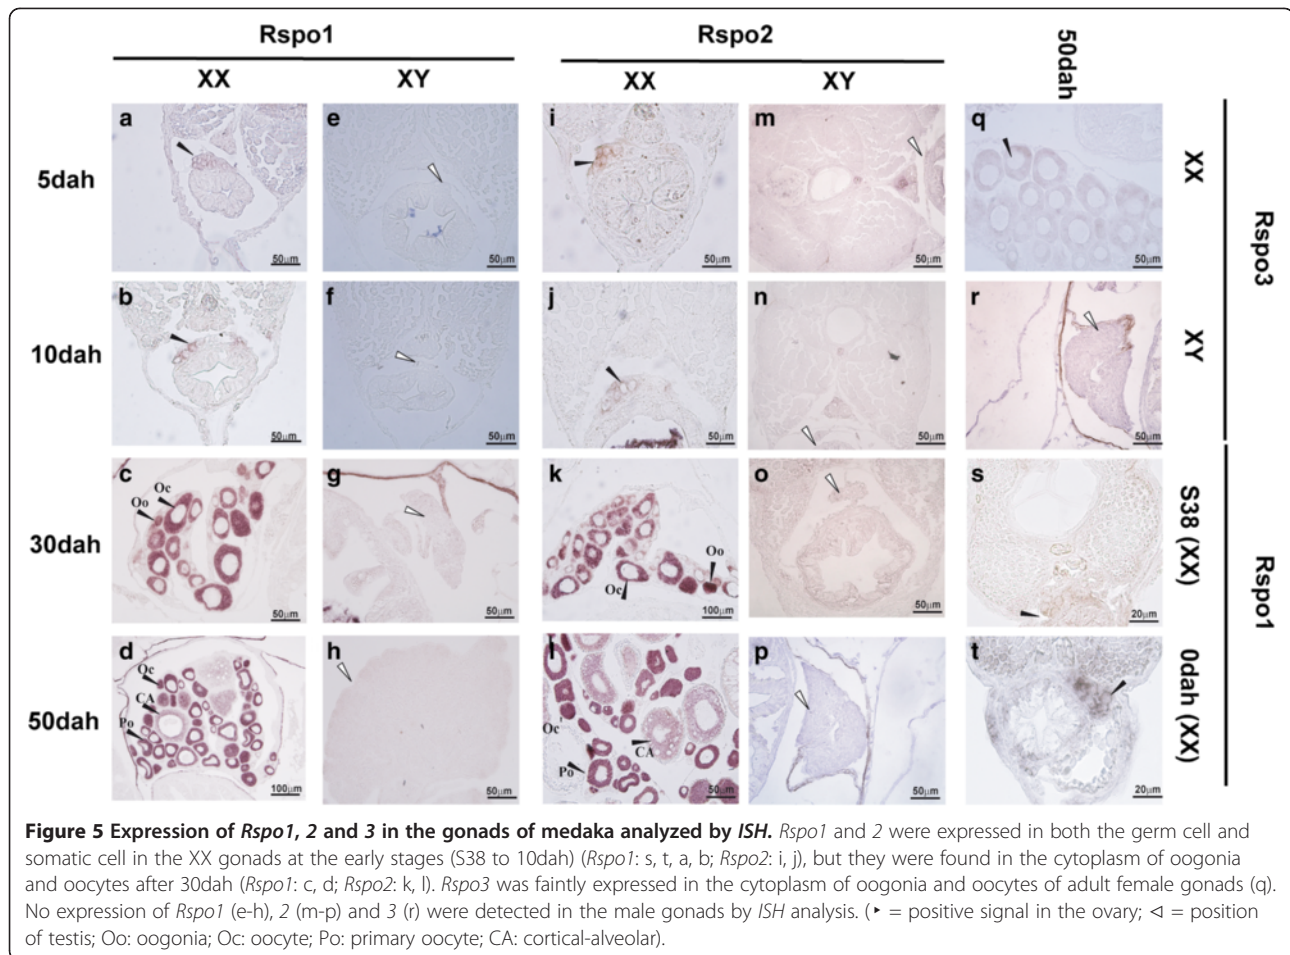 Rspo1
Rspo2
50dah
XX
XY
XX
XY
a
e
i
m
q
5dah
XX
50μm
50μm
50μm
50μm
50μm
Rspo3
b
f
j
n
r
10dah
XY
50μm
50μm
50μm
50μm
50μm
c
Oc
Oo
g
k
Oo
Oc
o
s
30dah
S38 (XX)
50μm
50μm
100μm
50μm
20μm
Rspo1
d
Oc
CA
Po
h
l
Oc
CA
Po
p
t
50dah
0dah (XX)
100μm
50μm
50μm
50μm
20μm
Figure 5 Expression of Rspo1, 2 and 3 in the gonads of medaka analyzed by ISH. Rspo1 and 2 were expressed in both the germ cell and
somatic cell in the XX gonads at the early stages (S38 to 10dah) (Rspo1: s, t, a, b; Rspo2: i, j), but they were found in the cytoplasm of oogonia
and oocytes after 30dah (Rspo1: c, d; Rspo2: k, l). Rspo3 was faintly expressed in the cytoplasm of oogonia and oocytes of adult female gonads (q).
No expression of Rspo1 (e-h), 2 (m-p) and 3 (r) were detected in the male gonads by ISH analysis. (‣ = positive signal in the ovary; ⊲ = position
of testis; Oo: oogonia; Oc: oocyte; Po: primary oocyte; CA: cortical-alveolar).